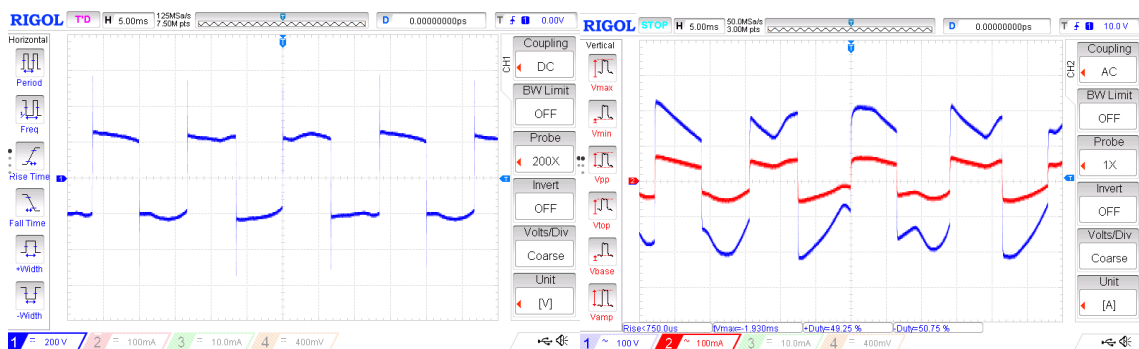 RIGOL T'D H 5.00ms 125MSa/s 7.50M pts D 0.00000000ps T 1 0.00V
Horizontal
Period
Freq
Rise Time
Fall Time
+Width
-Width
1
T
T
CH1
Coupling
DC
BW Limit
OFF
Probe
200X
Invert
OFF
Volts/Div
Coarse
Unit
[V]
1 = 200 V 2 = 100mA 3 = 10.0mA 4 = 400mV
RIGOL STOP H 5.00ms 50.0MSa/s 3.00M pts D 0.00000000ps T 1 10.0 V
Vertical
Vmax
Vmin
Vpp
Vtop
Vbase
Vamp
2
T
T
CH2
Coupling
AC
BW Limit
OFF
Probe
1X
Invert
OFF
Volts/Div
Coarse
Unit
[A]
Rise<750.0us Vmax=-1.930ms +Duty=49.25 % -Duty=50.75 %
1 ~ 100 V 2 ~ 100mA 3 = 10.0mA 4 = 400mV